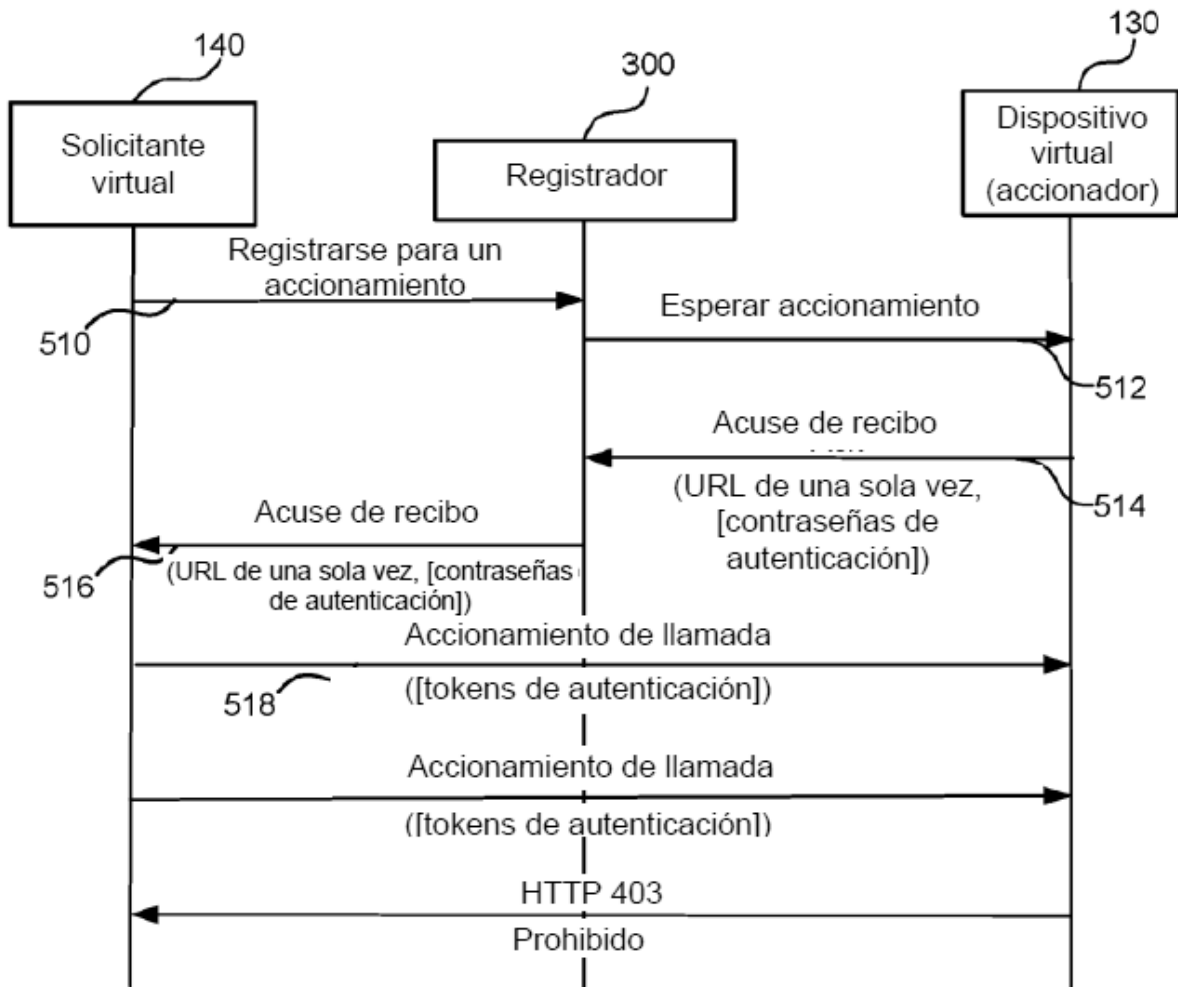 140
300
130
Solicitante
virtual
Registrador
Dispositivo
virtual
(accionador)
Registrarse para un
accionamiento
510
Esperar accionamiento
512
Acuse de recibo
514
(URL de una sola vez,
[contraseñas de
autenticación])
Acuse de recibo
516
(URL de una sola vez, [contraseñas
de autenticación])
Accionamiento de llamada
518
([tokens de autenticación])
Accionamiento de llamada
([tokens de autenticación])
HTTP 403
Prohibido